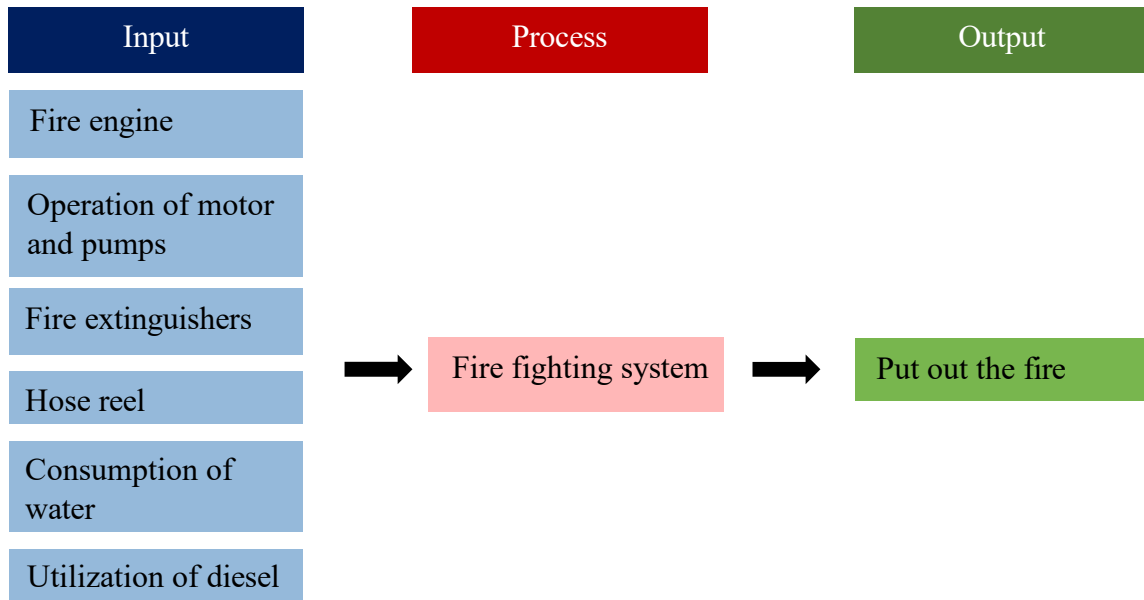 Input
Process
Output
Fire engine
Operation of motor
and pumps
Fire extinguishers
Hose reel
Consumption of
water
Utilization of diesel
Fire fighting system
Put out the fire